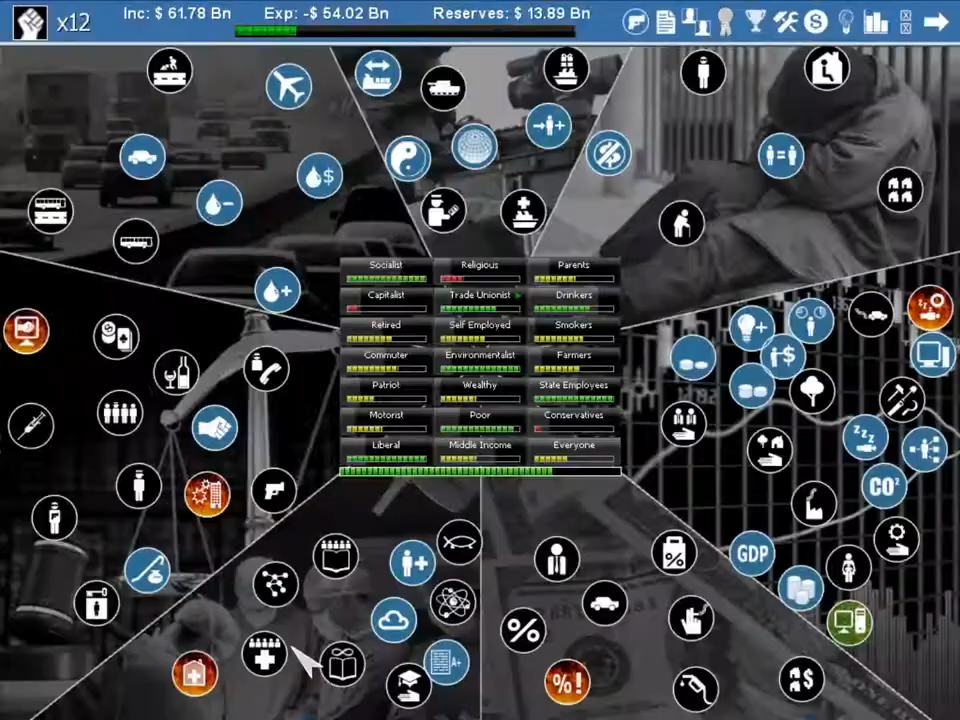 x12 Inc: $ 61.78 Bn Exp: -$ 54.02 Bn Reserves: $ 13.89 Bn
Socialist Religious Parents
Capitalist Trade Unionist Drinkers
Retired Self Employed Smokers
Commuter Environmentalist Farmers
Patriot Wealthy State Employees
Motorist Poor Conservatives
Liberal Middle Income Everyone
zzz
CO²
GDP
A+
%
%!